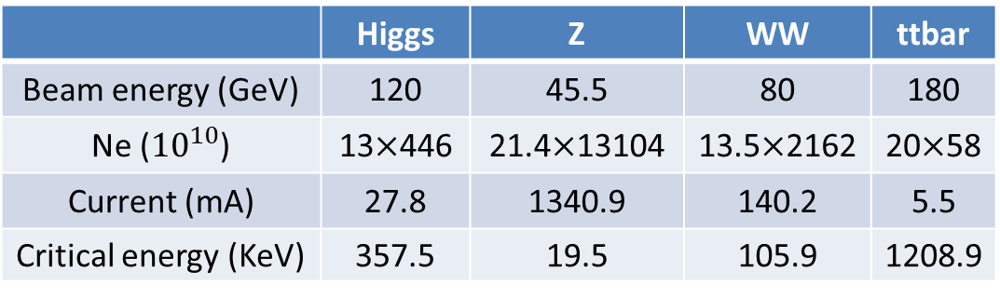 Higgs Z WW ttbar
Beam energy (GeV) 120 45.5 80 180
Ne (10¹⁰) 13×446 21.4×13104 13.5×2162 20×58
Current (mA) 27.8 1340.9 140.2 5.5
Critical energy (KeV) 357.5 19.5 105.9 1208.9